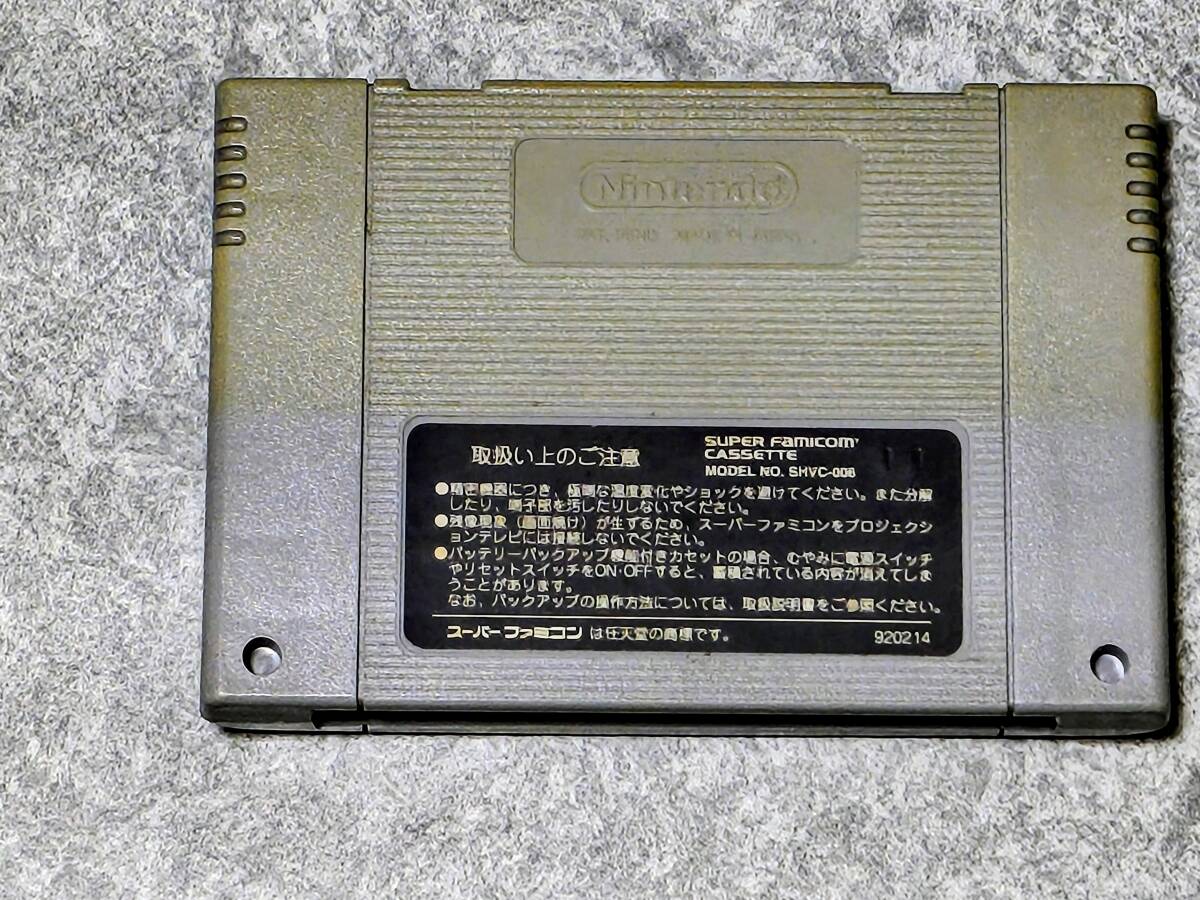 Nintendo
MADE IN JAPAN
取扱い上のご注意
SUPER Famicom
CASSETTE
MODEL NO. SHVC-006
●精密機器につき、極端な温度変化やショックを避けてください。また分解
したり、端子部を汚したりしないでください。
●残像現象(画面焼け)が生ずるため、スーパーファミコンをプロジェクシ
ョンテレビには接続しないでください。
●バッテリーバックアップ機能付きカセットの場合、むやみに電源スイッチ
やリセットスイッチをON・OFFすると、蓄積されている内容が消えてしま
うことがあります。
なお、バックアップの操作方法については、取扱説明書をご参照ください。
スーパーファミコン は任天堂の商標です。
920214